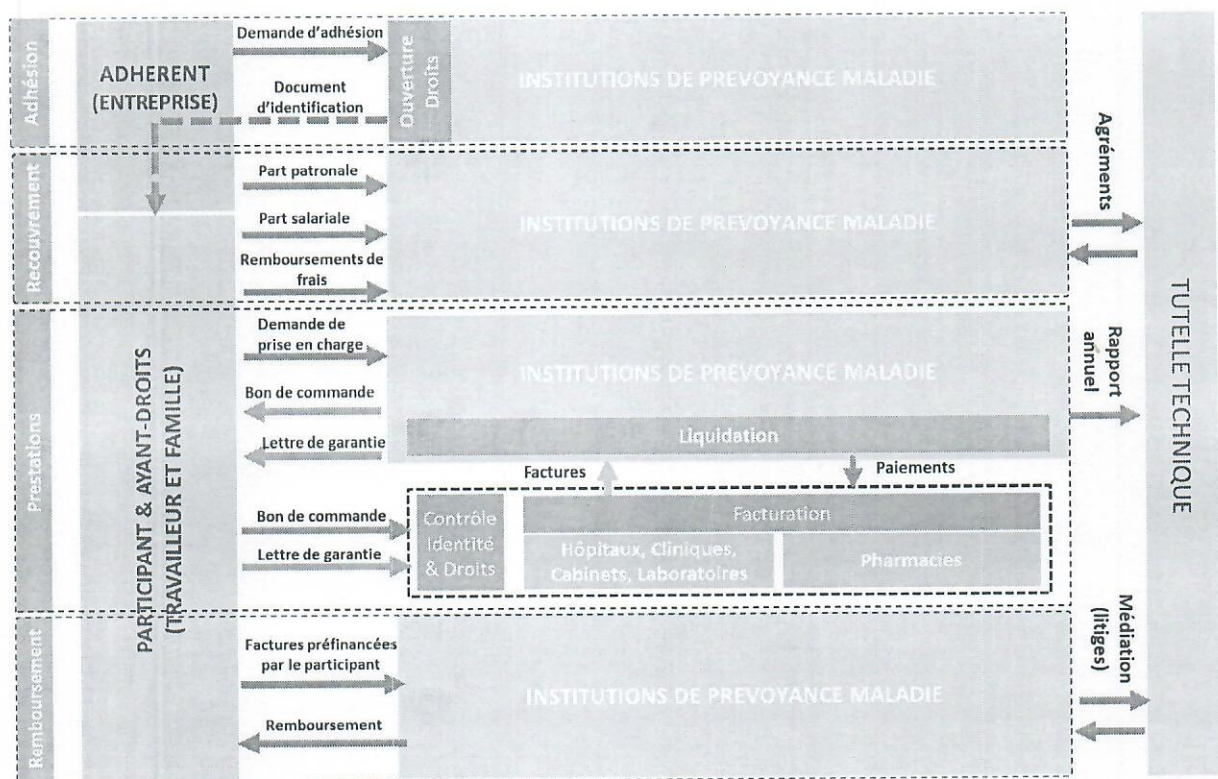 Adhésion
ADHERENT
(ENTREPRISE)
Demande d'adhésion
Document
d'identification
Ouverture
Droits
INSTITUTIONS DE PREVOYANCE MALADIE
Recouvrement
Part patronale
Part salariale
Remboursements de
frais
INSTITUTIONS DE PREVOYANCE MALADIE
Agréments
TUTELLE TECHNIQUE
Prestations
PARTICIPANT & AYANT-DROITS
(TRAVAILLEUR ET FAMILLE)
Demande de
prise en charge
Bon de commande
Lettre de garantie
INSTITUTIONS DE PREVOYANCE MALADIE
Liquidation
Factures
Paiements
Rapport
annuel
Bon de commande
Lettre de garantie
Contrôle
Identité
& Droits
Facturation
Hôpitaux, Cliniques,
Cabinets, Laboratoires
Pharmacies
Remboursement
Factures préfinancées
par le participant
Remboursement
INSTITUTIONS DE PREVOYANCE MALADIE
Médiation
(litiges)